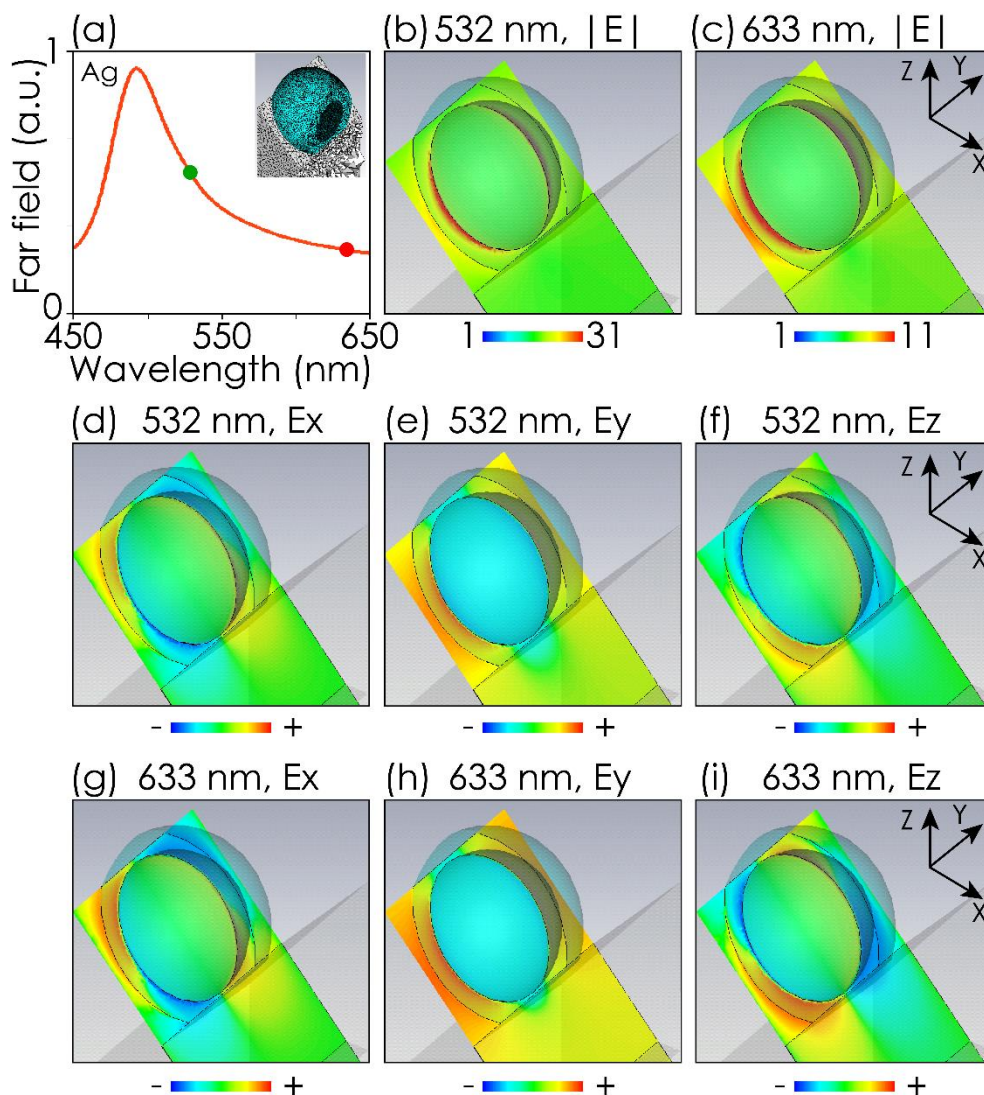 (a)
1
Ag
Far field (a.u.)
0
450 550 650
Wavelength (nm)
(b) 532 nm, |E|
1 31
(c) 633 nm, |E|
Z Y X
1 11
(d) 532 nm, Ex
- +
(e) 532 nm, Ey
- +
(f) 532 nm, Ez
Z Y X
- +
(g) 633 nm, Ex
- +
(h) 633 nm, Ey
- +
(i) 633 nm, Ez
Z Y X
- +